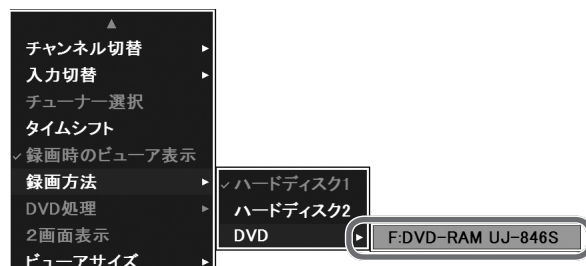 チャンネル切替
入力切替
チューナー選択
タイムシフト
録画時のビューア表示
録画方法
DVD処理
2画面表示
ビューアサイズ
ハードディスク1
ハードディスク2
DVD
F:DVD-RAM UJ-846S